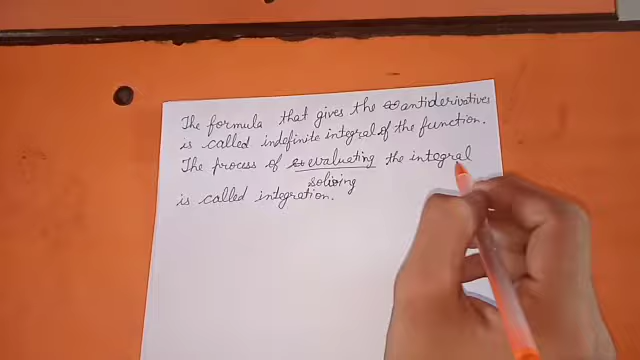 The formula that gives the antiderivatives
is called indefinite integral of the function.
The process of evaluating the integral
solving
is called integration.